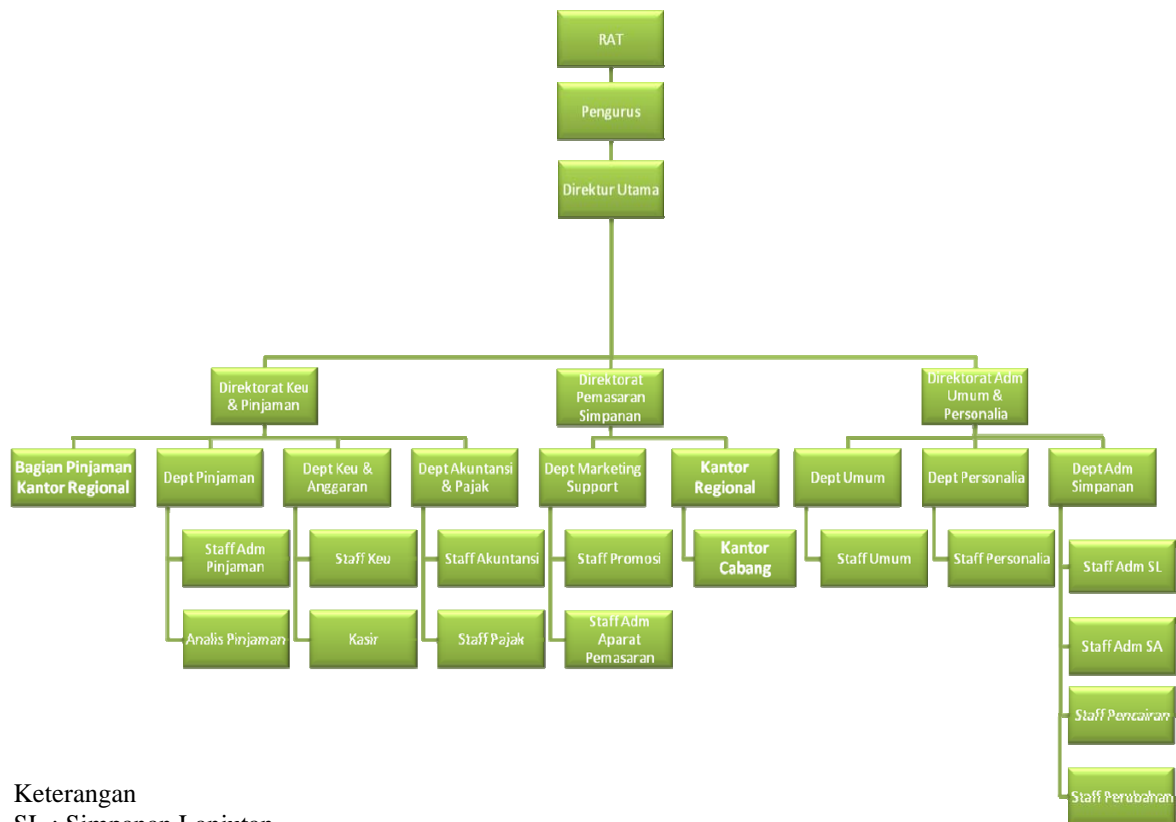 RAT
Pengurus
Direktur Utama
Direktorat Keu
& Pinjaman
Direktorat
Pemasaran
Simpanan
Direktorat Adm
Umum &
Personalia
Bagian Pinjaman
Kantor Regional
Dept Pinjaman
Dept Keu &
Anggaran
Dept Akuntansi
& Pajak
Dept Marketing
Support
Kantor
Regional
Dept Umum
Dept Personalia
Dept Adm
Simpanan
Staff Adm
Pinjaman
Staff Keu
Staff Akuntansi
Staff Promosi
Kantor
Cabang
Staff Umum
Staff Personalia
Staff Adm SL
Analis Pinjaman
Kasir
Staff Pajak
Staff Adm
Aparat
Pemasaran
Staff Adm SA
Staff Pencairan
Staff Perubahan
Keterangan
SL : Simpanan Lanjutan